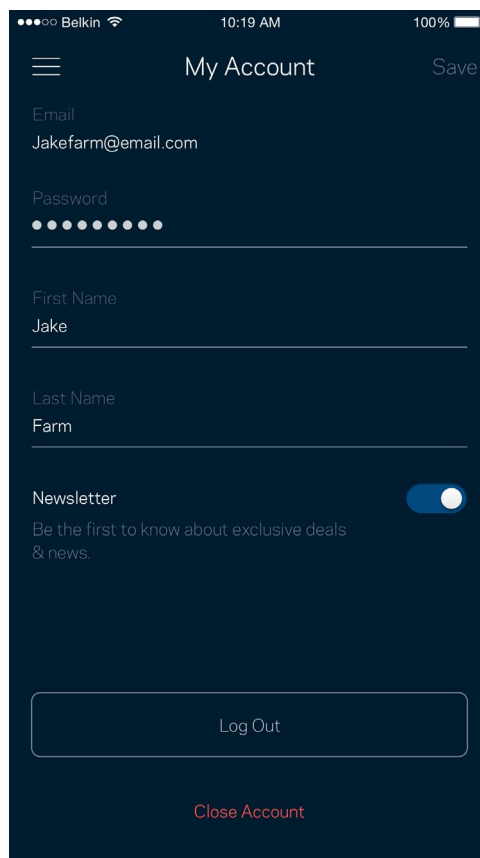 Belkin 10:19 AM 100%
My Account Save
Email
Jakefarm@email.com
Password
First Name
Jake
Last Name
Farm
Newsletter
Be the first to know about exclusive deals
& news.
Log Out
Close Account